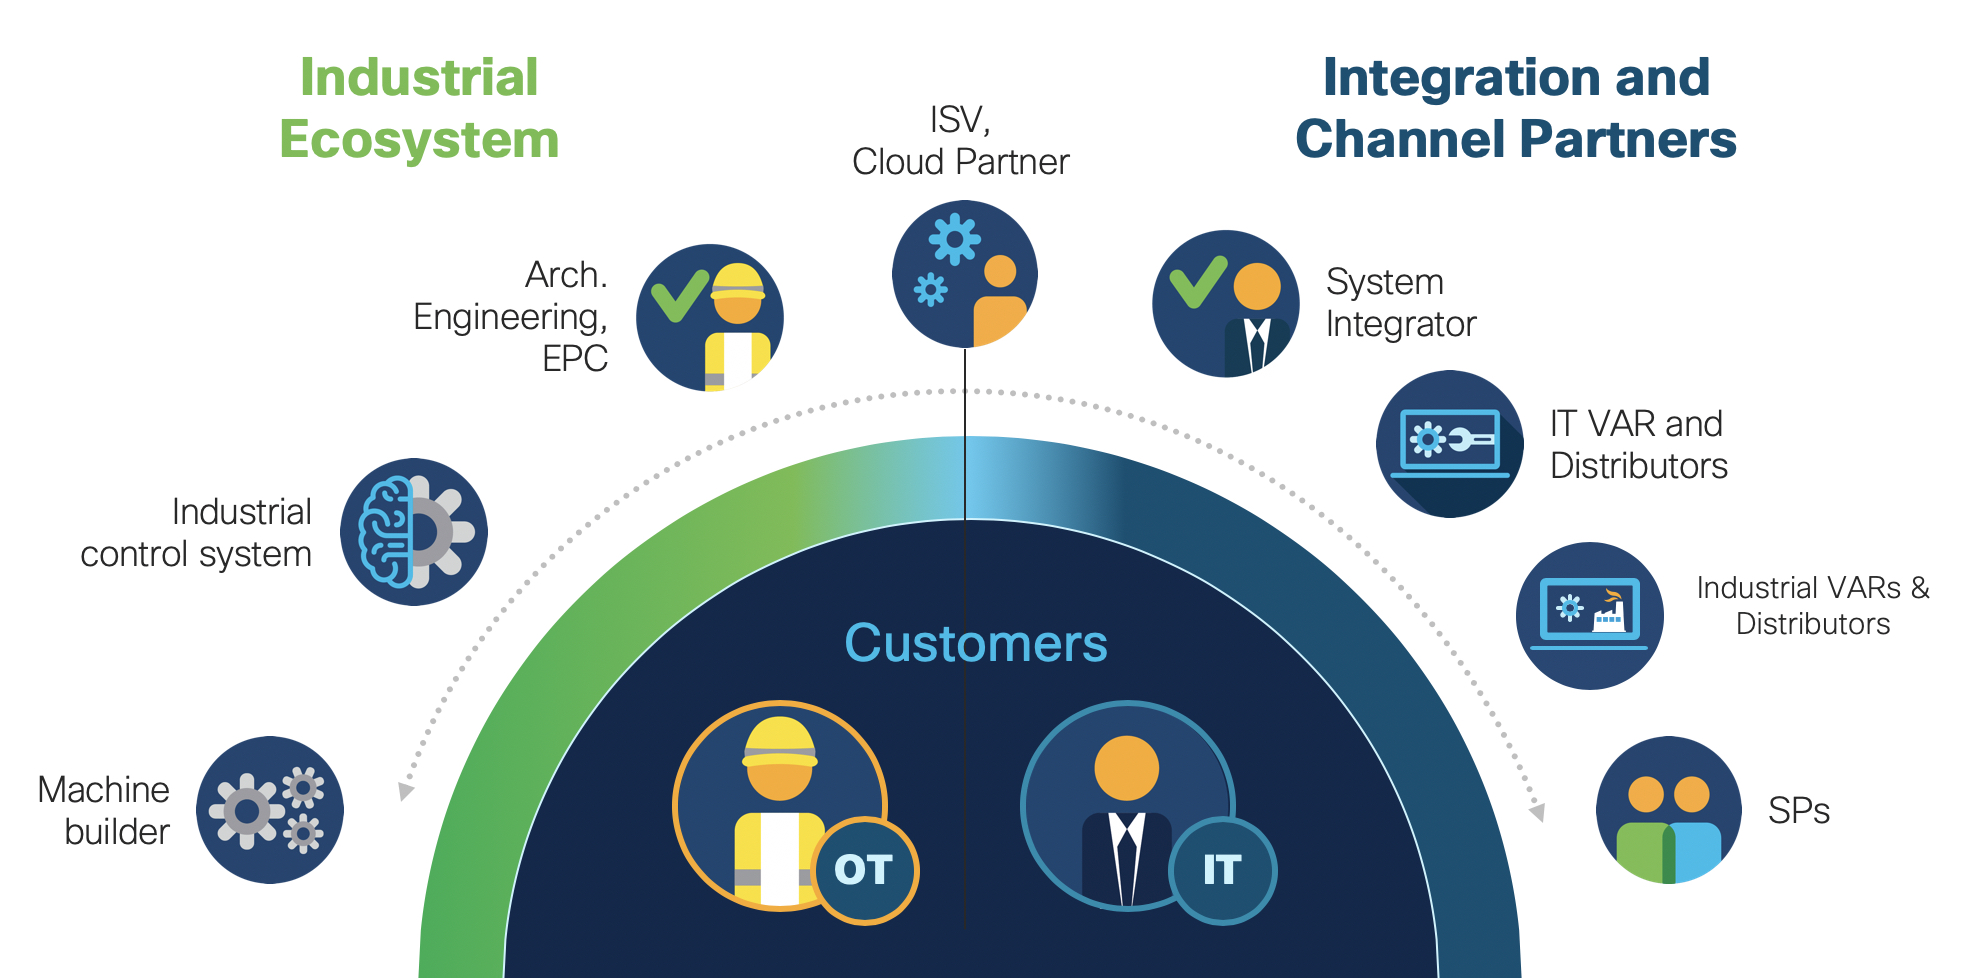 Industrial
Ecosystem
Integration and
Channel Partners
ISV,
Cloud Partner
Arch.
Engineering,
EPC
System
Integrator
IT VAR and
Distributors
Industrial
control system
Industrial VARs &
Distributors
Customers
Machine
builder
OT
IT
SPs